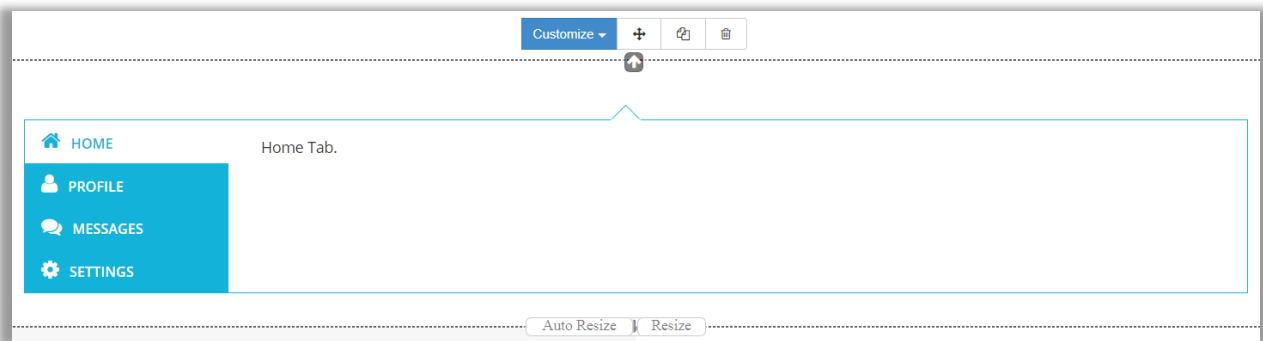 Customize
HOME
Home Tab.
PROFILE
MESSAGES
SETTINGS
Auto Resize
Resize